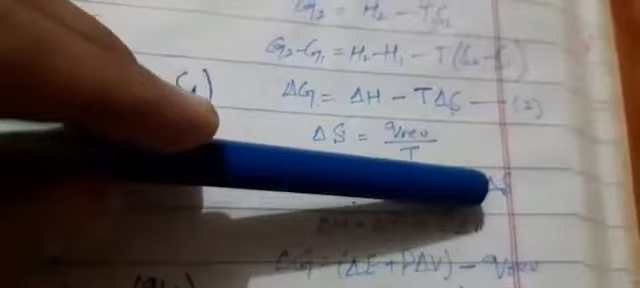 G₂ = H₂ - TS₂
G₂-G₁ = H₂-H₁ - T(S₂-S₁)
ΔG = ΔH - TΔS — (2)
ΔS = qrev/T
ΔS
ΔG = (ΔE + PΔV) - qrev